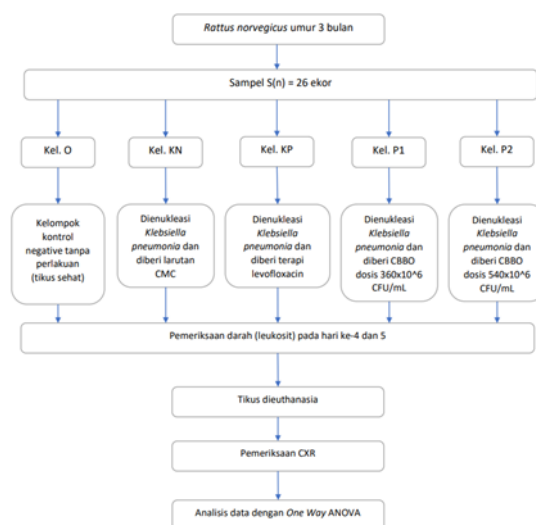 Rattus norvegicus umur 3 bulan
Sampel S(n) = 26 ekor
Kel. O
Kel. KN
Kel. KP
Kel. P1
Kel. P2
Kelompok
kontrol
negative tanpa
perlakuan
(tikus sehat)
Dienukleasi
Klebsiella
pneumonia dan
diberi larutan
CMC
Dienukleasi
Klebsiella
pneumonia dan
diberi terapi
levofloxacin
Dienukleasi
Klebsiella
pneumonia dan
diberi CBBO
dosis 360x10^6
CFU/mL
Dienukleasi
Klebsiella
pneumonia dan
diberi CBBO
dosis 540x10^6
CFU/mL
Pemeriksaan darah (leukosit) pada hari ke-4 dan 5
Tikus dieuthanasia
Pemeriksaan CXR
Analisis data dengan One Way ANOVA